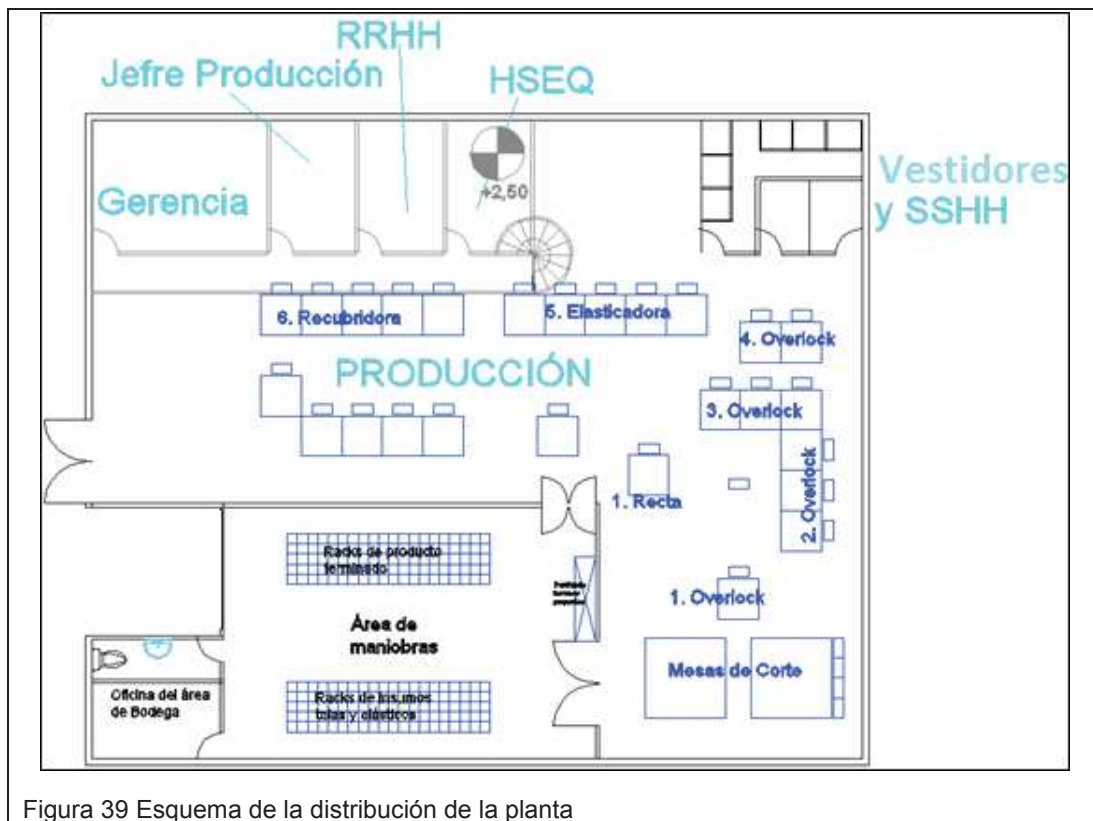 RRHH
Jefre Producción
HSEQ
Gerencia
+2,50
Vestidores
y SSHH
6. Recubridora
5. Elasticadora
4. Overlock
PRODUCCIÓN
3. Overlock
2. Overlock
1. Recta
1. Overlock
Racks de producto
terminado
Área de
maniobras
Mesas de Corte
Oficina del área
de Bodega
Racks de insumos
telas y elásticos
Figura 39 Esquema de la distribución de la planta